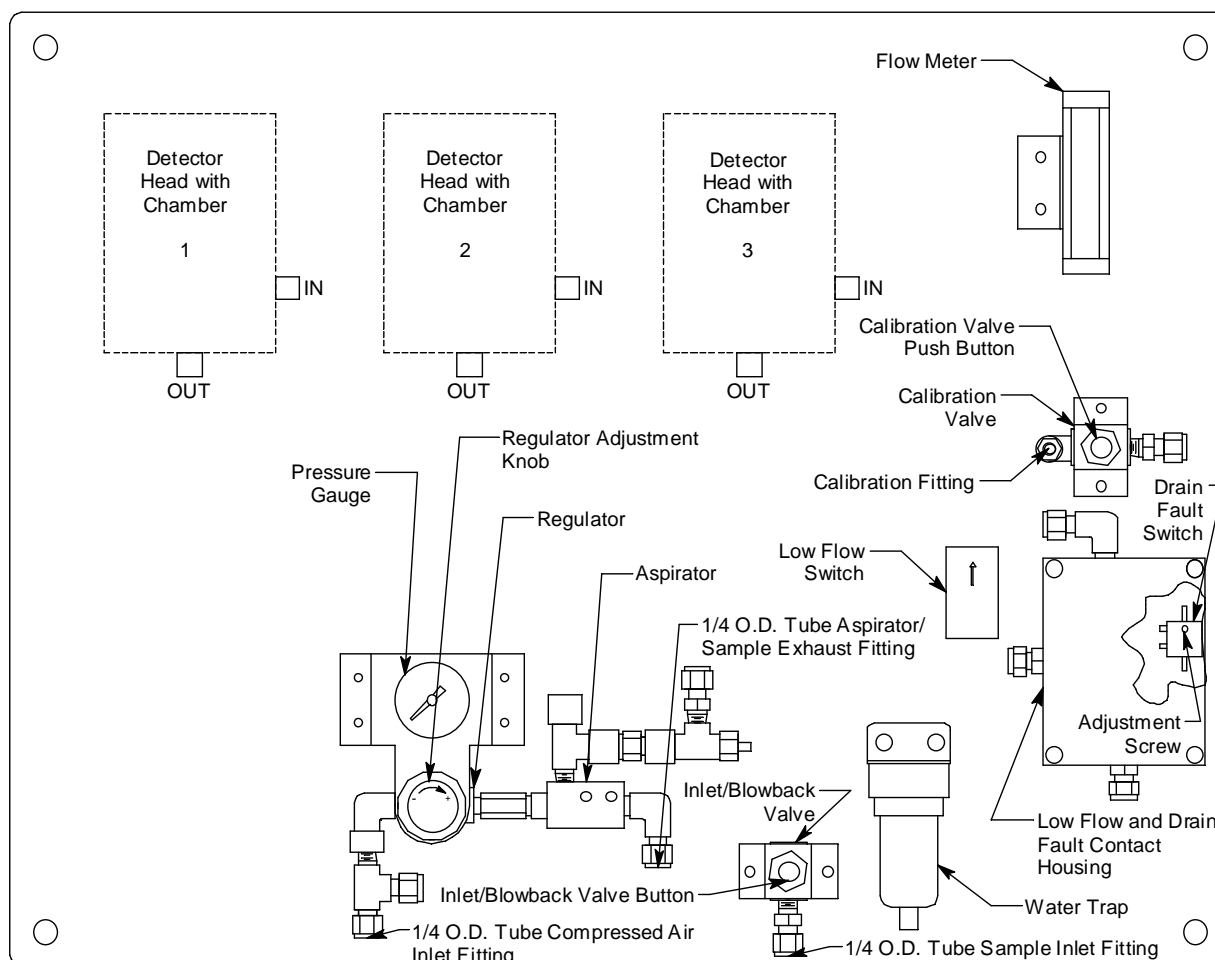 Flow Meter
Detector
Head with
Chamber
1
IN
OUT
Detector
Head with
Chamber
2
IN
OUT
Detector
Head with
Chamber
3
IN
OUT
Calibration Valve
Push Button
Calibration
Valve
Calibration Fitting
Drain
Fault
Switch
Regulator Adjustment
Knob
Pressure
Gauge
Regulator
Low Flow
Switch
Aspirator
1/4 O.D. Tube Aspirator/
Sample Exhaust Fitting
Adjustment
Screw
- +
Inlet/Blowback
Valve
Low Flow and Drain
Fault Contact
Housing
Inlet/Blowback Valve Button
Water Trap
1/4 O.D. Tube Compressed Air
Inlet Fitting
1/4 O.D. Tube Sample Inlet Fitting